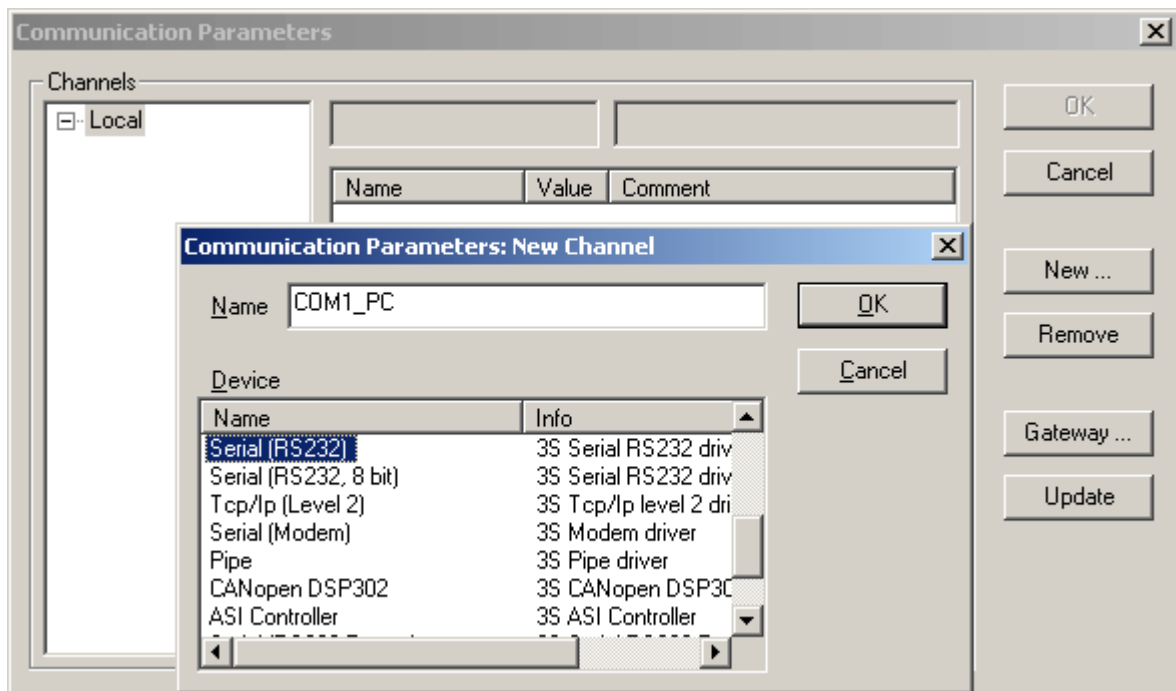 Communication Parameters
Channels
Local
OK
Cancel
Name Value Comment
Communication Parameters: New Channel
New ...
Name COM1_PC
OK
Remove
Cancel
Device
Name Info
Gateway ...
Serial (RS232) 3S Serial RS232 driv
Serial (RS232, 8 bit) 3S Serial RS232 driv
Tcp/Ip (Level 2) 3S Tcp/Ip level 2 dri
Update
Serial (Modem) 3S Modem driver
Pipe 3S Pipe driver
CANopen DSP302 3S CANopen DSP3
ASI Controller 3S ASI Controller